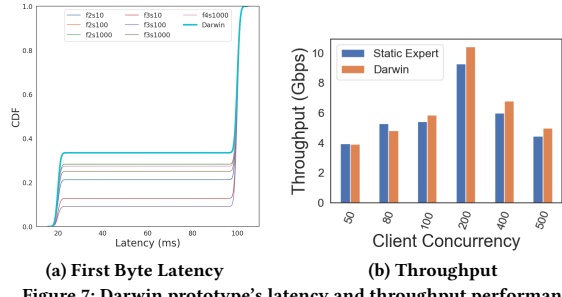 1.0
0.8
0.6
0.4
0.2
0.0
CDF
f2s10
f2s100
f2s1000
f3s10
f3s100
f3s1000
f4s1000
Darwin
20 40 60 80 100
Latency (ms)
(a) First Byte Latency
10
8
6
4
2
0
Throughput (Gbps)
Static Expert
Darwin
50 80 100 200 400 500
Client Concurrency
(b) Throughput
Figure 7: Darwin prototype's latency and throughput performan